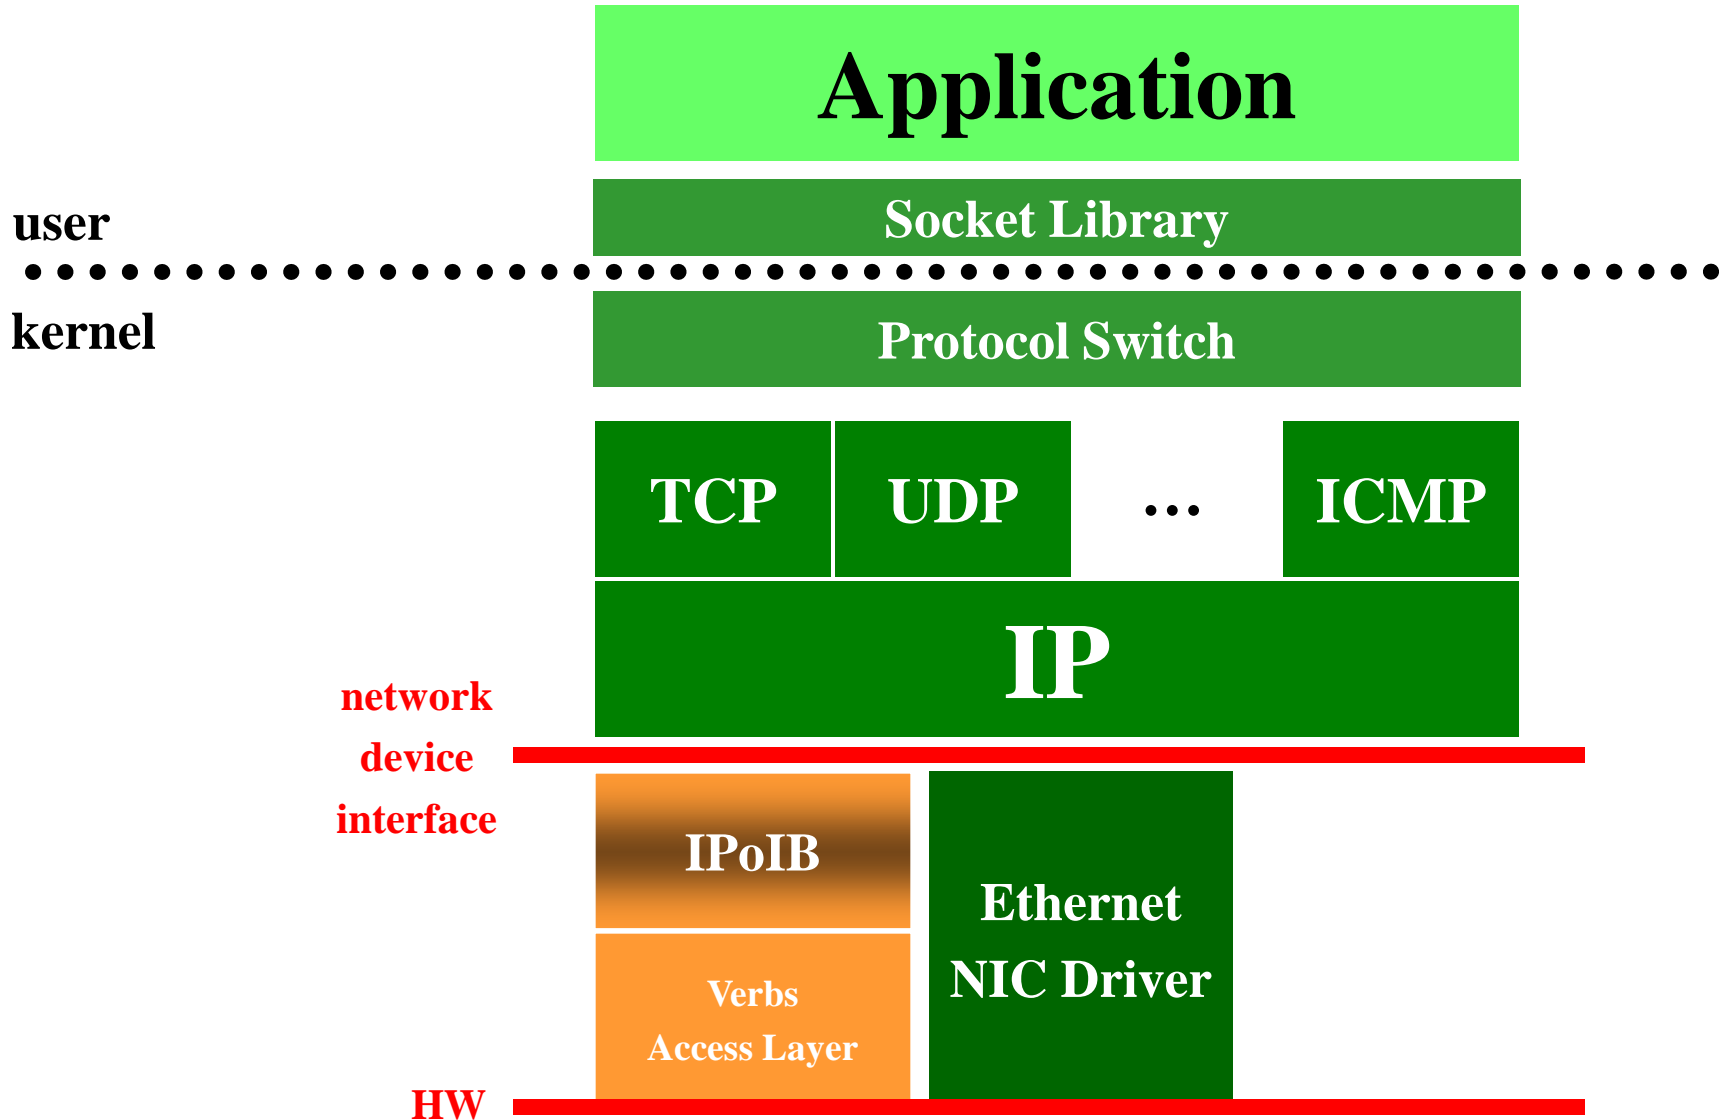 Application
Socket Library
user
kernel
Protocol Switch
TCP
UDP
...
ICMP
IP
network
device
interface
IPoIB
Ethernet
NIC Driver
Verbs
Access Layer
HW